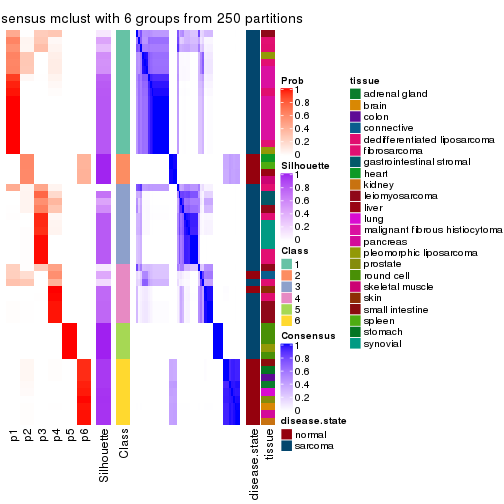 sensus mclust with 6 groups from 250 partitions
p1
p2
p3
p4
p5
p6
Silhouette
Class
disease.state
tissue
Prob
1
0.8
0.6
0.4
0.2
0
Silhouette
1
0.8
0.6
0.4
0.2
0
Class
1
2
3
4
5
6
Consensus
1
0.8
0.6
0.4
0.2
0
disease.state
normal
sarcoma
tissue
adrenal gland
brain
colon
connective
dedifferentiated liposarcoma
fibrosarcoma
gastrointestinal stromal
heart
kidney
leiomyosarcoma
liver
lung
malignant fibrous histiocytoma
pancreas
pleomorphic liposarcoma
prostate
round cell
skeletal muscle
skin
small intestine
spleen
stomach
synovial